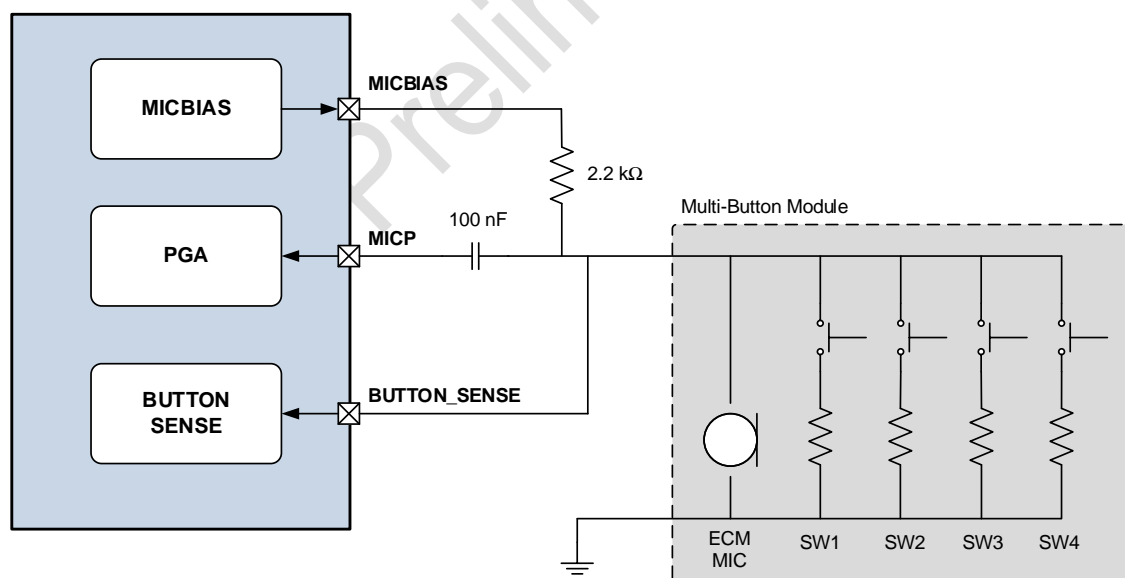 Prelim
MICBIAS
MICBIAS
2.2 kΩ
Multi-Button Module
100 nF
MICP
PGA
BUTTON_SENSE
BUTTON
SENSE
ECM
MIC
SW1
SW2
SW3
SW4